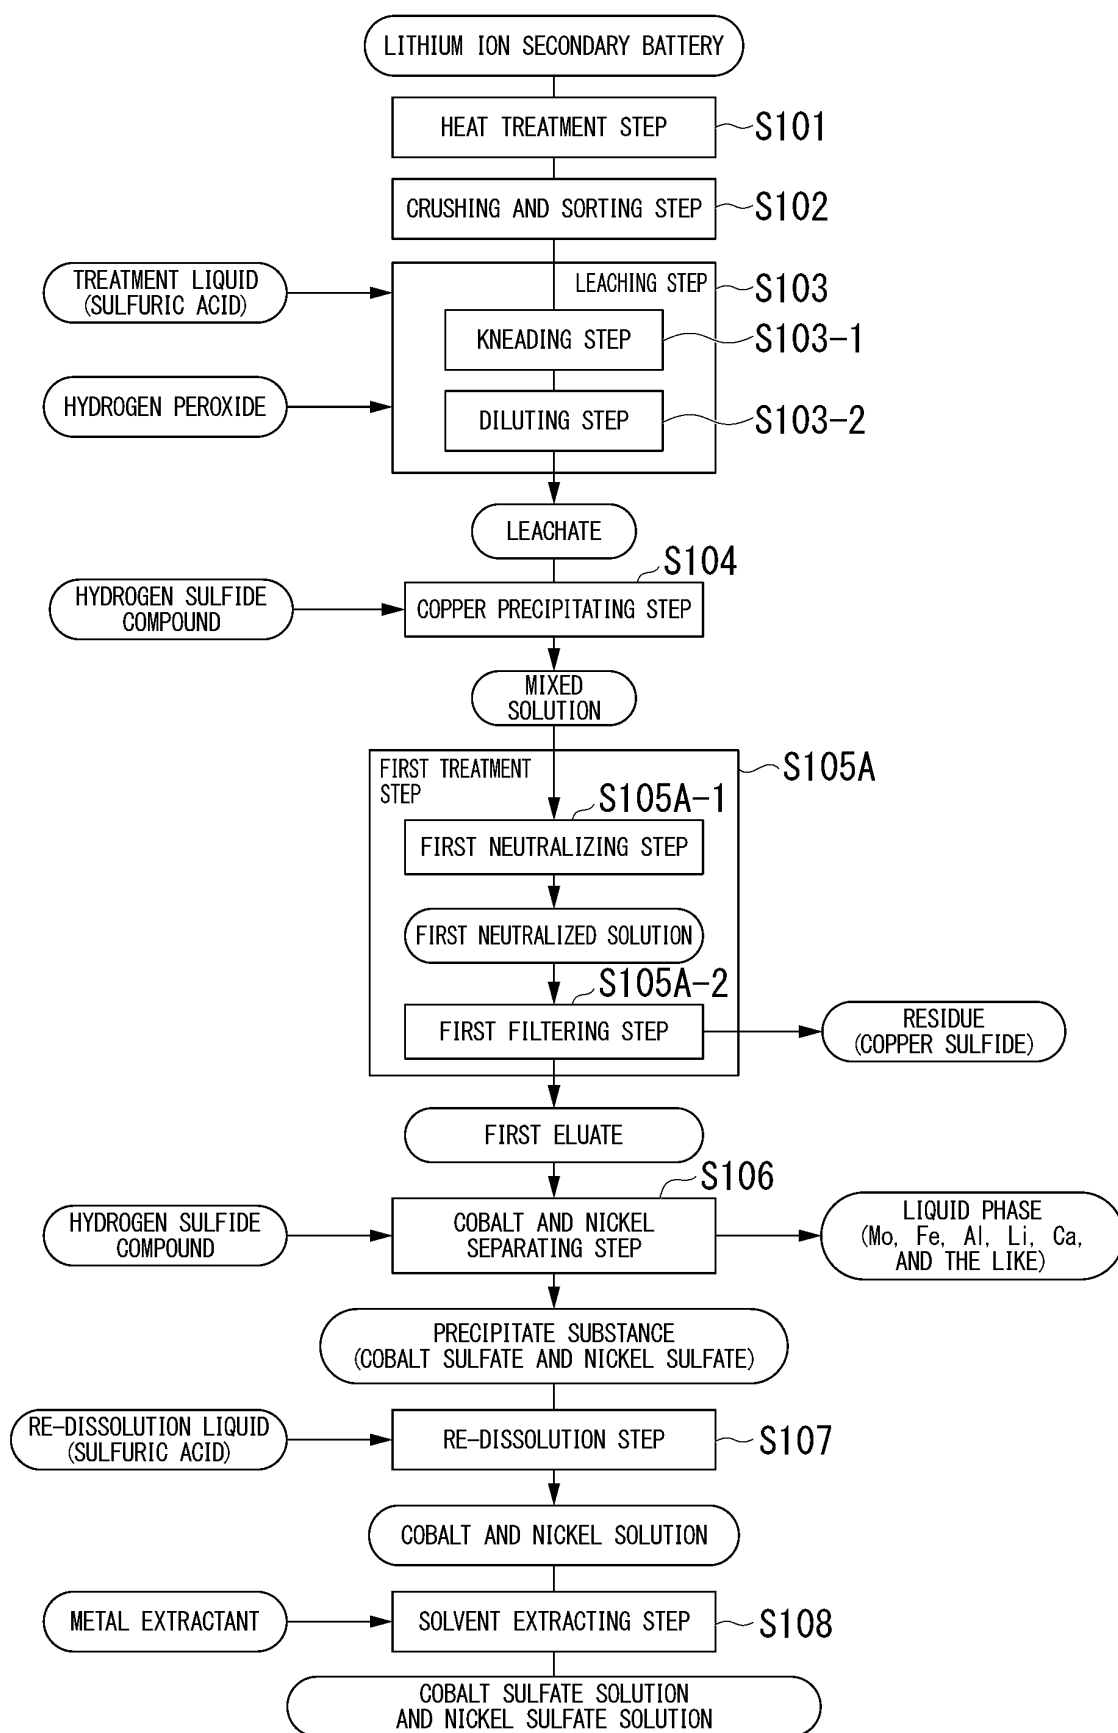 LITHIUM ION SECONDARY BATTERY
HEAT TREATMENT STEP
S101
CRUSHING AND SORTING STEP
S102
TREATMENT LIQUID
(SULFURIC ACID)
LEACHING STEP
S103
KNEADING STEP
S103-1
HYDROGEN PEROXIDE
DILUTING STEP
S103-2
LEACHATE
S104
HYDROGEN SULFIDE
COMPOUND
COPPER PRECIPITATING STEP
MIXED
SOLUTION
FIRST TREATMENT
STEP
S105A
S105A-1
FIRST NEUTRALIZING STEP
FIRST NEUTRALIZED SOLUTION
S105A-2
FIRST FILTERING STEP
RESIDUE
(COPPER SULFIDE)
FIRST ELUATE
S106
HYDROGEN SULFIDE
COMPOUND
COBALT AND NICKEL
SEPARATING STEP
LIQUID PHASE
(Mo, Fe, Al, Li, Ca,
AND THE LIKE)
PRECIPITATE SUBSTANCE
(COBALT SULFATE AND NICKEL SULFATE)
RE-DISSOLUTION LIQUID
(SULFURIC ACID)
RE-DISSOLUTION STEP
S107
COBALT AND NICKEL SOLUTION
METAL EXTRACTANT
SOLVENT EXTRACTING STEP
S108
COBALT SULFATE SOLUTION
AND NICKEL SULFATE SOLUTION